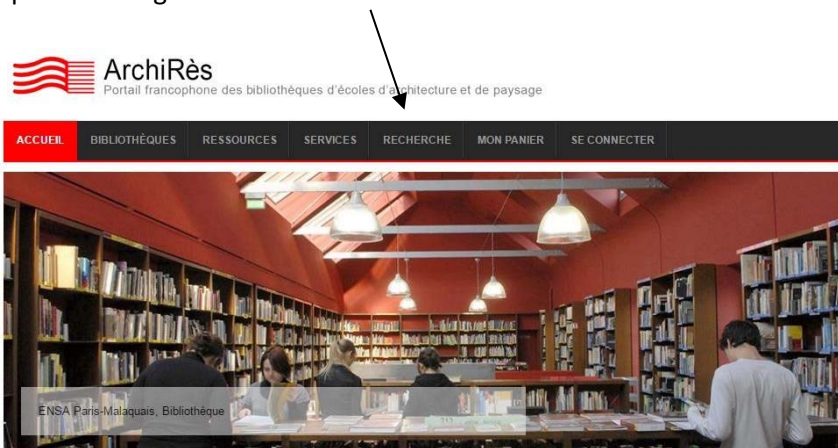 ArchiRès
Portail francophone des bibliothèques d'écoles d'architecture et de paysage
ACCUEIL BIBLIOTHÈQUES RESSOURCES SERVICES RECHERCHE MON PANIER SE CONNECTER
ENSA Paris-Malaquais, Bibliothèque